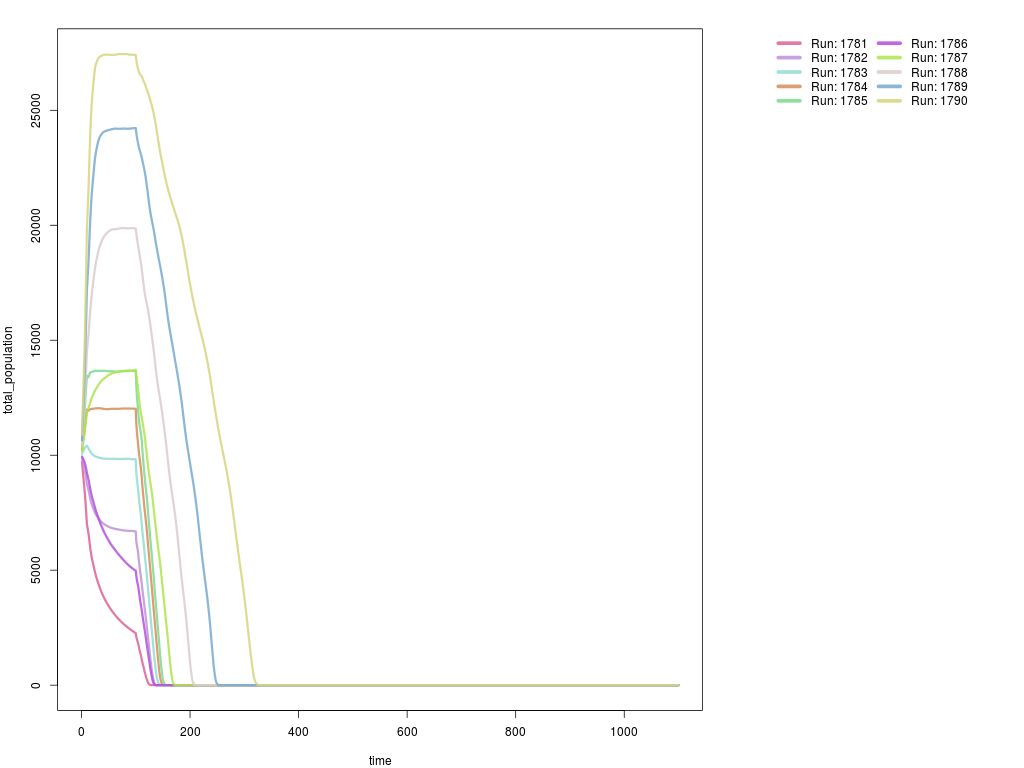 Run: 1781
Run: 1782
Run: 1783
Run: 1784
Run: 1785
Run: 1786
Run: 1787
Run: 1788
Run: 1789
Run: 1790
total_population
25000
20000
15000
10000
5000
0
0 200 400 600 800 1000
time